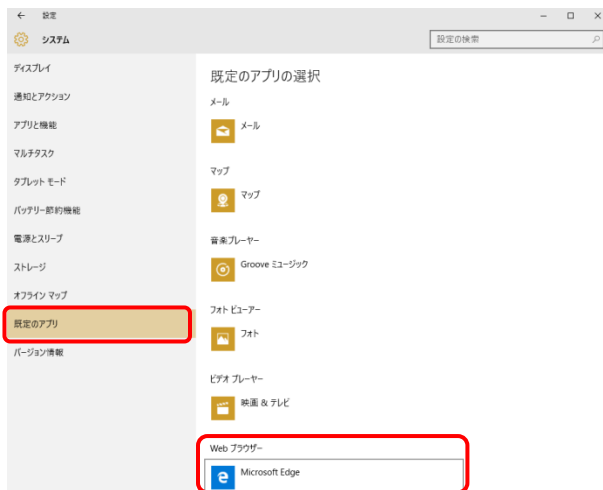 設定
システム
設定の検索
ディスプレイ
通知とアクション
アプリと機能
マルチタスク
タブレット モード
バッテリー節約機能
電源とスリープ
ストレージ
オフライン マップ
既定のアプリ
バージョン情報
既定のアプリの選択
メール
メール
マップ
マップ
音楽プレーヤー
Groove ミュージック
フォト ビューアー
フォト
ビデオ プレーヤー
映画 & テレビ
Web ブラウザー
Microsoft Edge